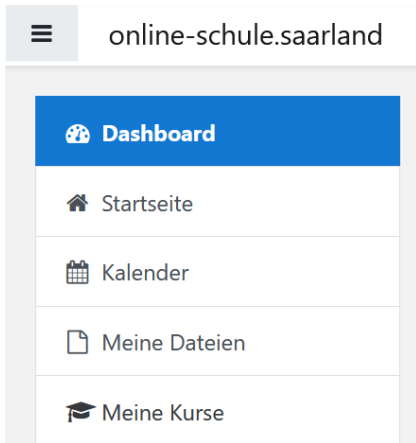 online-schule.saarland
Dashboard
Startseite
Kalender
Meine Dateien
Meine Kurse